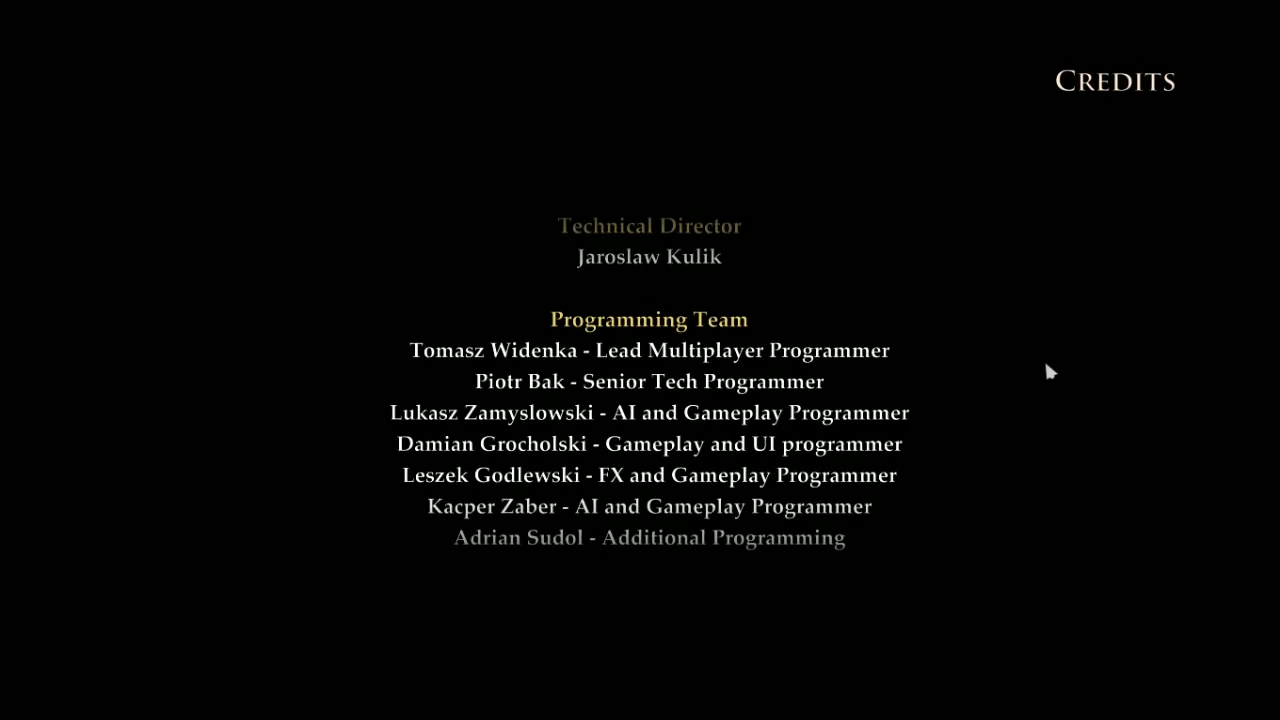 Credits
Technical Director
Jaroslaw Kulik
Programming Team
Tomasz Widenka - Lead Multiplayer Programmer
Piotr Bak - Senior Tech Programmer
Lukasz Zamyslowski - AI and Gameplay Programmer
Damian Grocholski - Gameplay and UI programmer
Leszek Godlewski - FX and Gameplay Programmer
Kacper Zaber - AI and Gameplay Programmer
Adrian Sudol - Additional Programming